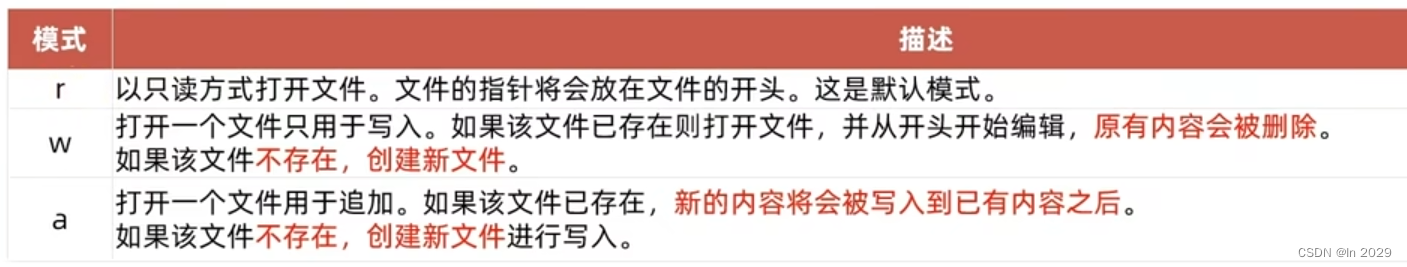 模式 描述
r 以只读方式打开文件。文件的指针将会放在文件的开头。这是默认模式。
w 打开一个文件只用于写入。如果该文件已存在则打开文件，并从开头开始编辑，原有内容会被删除。
如果该文件不存在，创建新文件。
a 打开一个文件用于追加。如果该文件已存在，新的内容将会被写入到已有内容之后。
如果该文件不存在，创建新文件进行写入。
CSDN @ln 2029